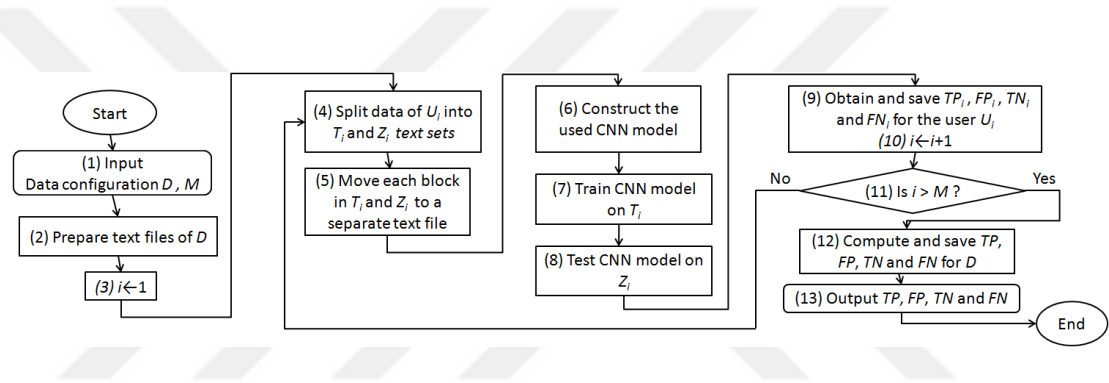 Start
(1) Input
Data configuration D , M
(2) Prepare text files of D
(3) i←1
(4) Split data of Ui into
Ti and Zi text sets
(5) Move each block
in Ti and Zi to a
separate text file
(6) Construct the
used CNN model
(7) Train CNN model
on Ti
(8) Test CNN model on
Zi
(9) Obtain and save TPi , FPi , TNi
and FNi for the user Ui
(10) i←i+1
No
Yes
(11) Is i > M ?
(12) Compute and save TP,
FP, TN and FN for D
(13) Output TP, FP, TN and FN
End